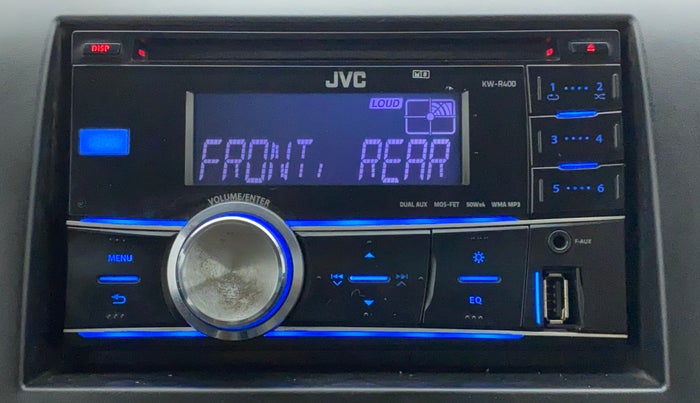 DISP
JVC
KW-R400
LOUD
FRONT, REAR
1 2
3 4
5 6
VOLUME/ENTER
DUAL AUX MOS-FET 50Wx4 WMA MP3
MENU
EQ
F-AUX